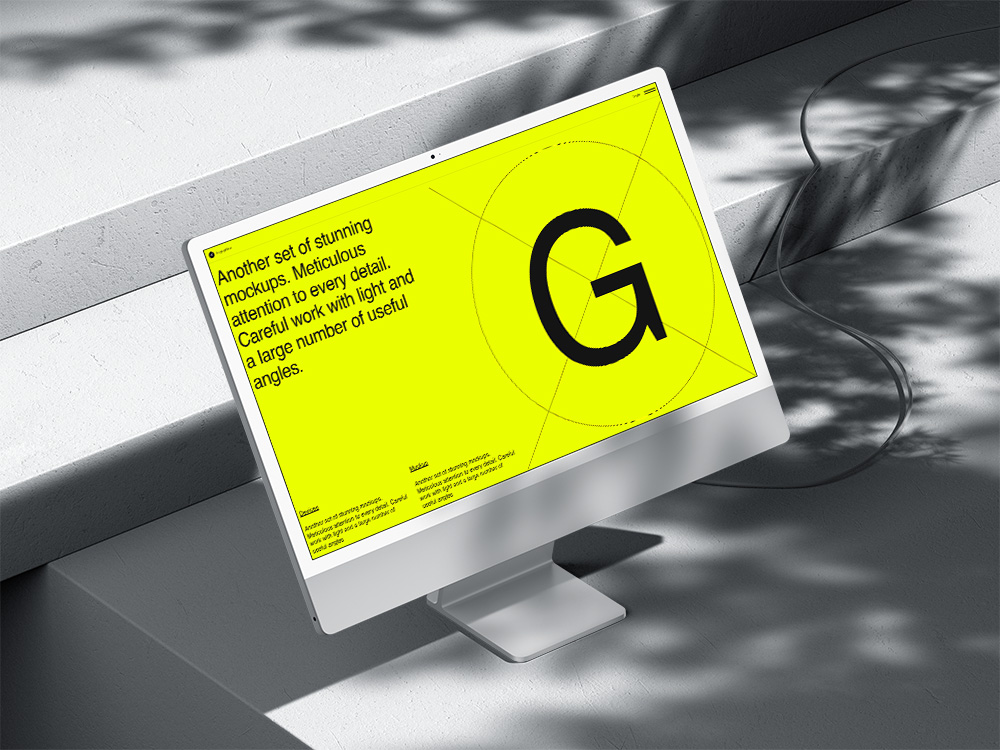 Another set of stunning
mockups. Meticulous
attention to every detail.
Careful work with light and
a large number of useful
angles.
G
Devices
Another set of stunning mockups.
Meticulous attention to every detail. Careful
work with light and a large number of
useful angles
Mockup
Another set of stunning mockups.
Meticulous attention to every detail. Careful
work with light and a large number of
useful angles